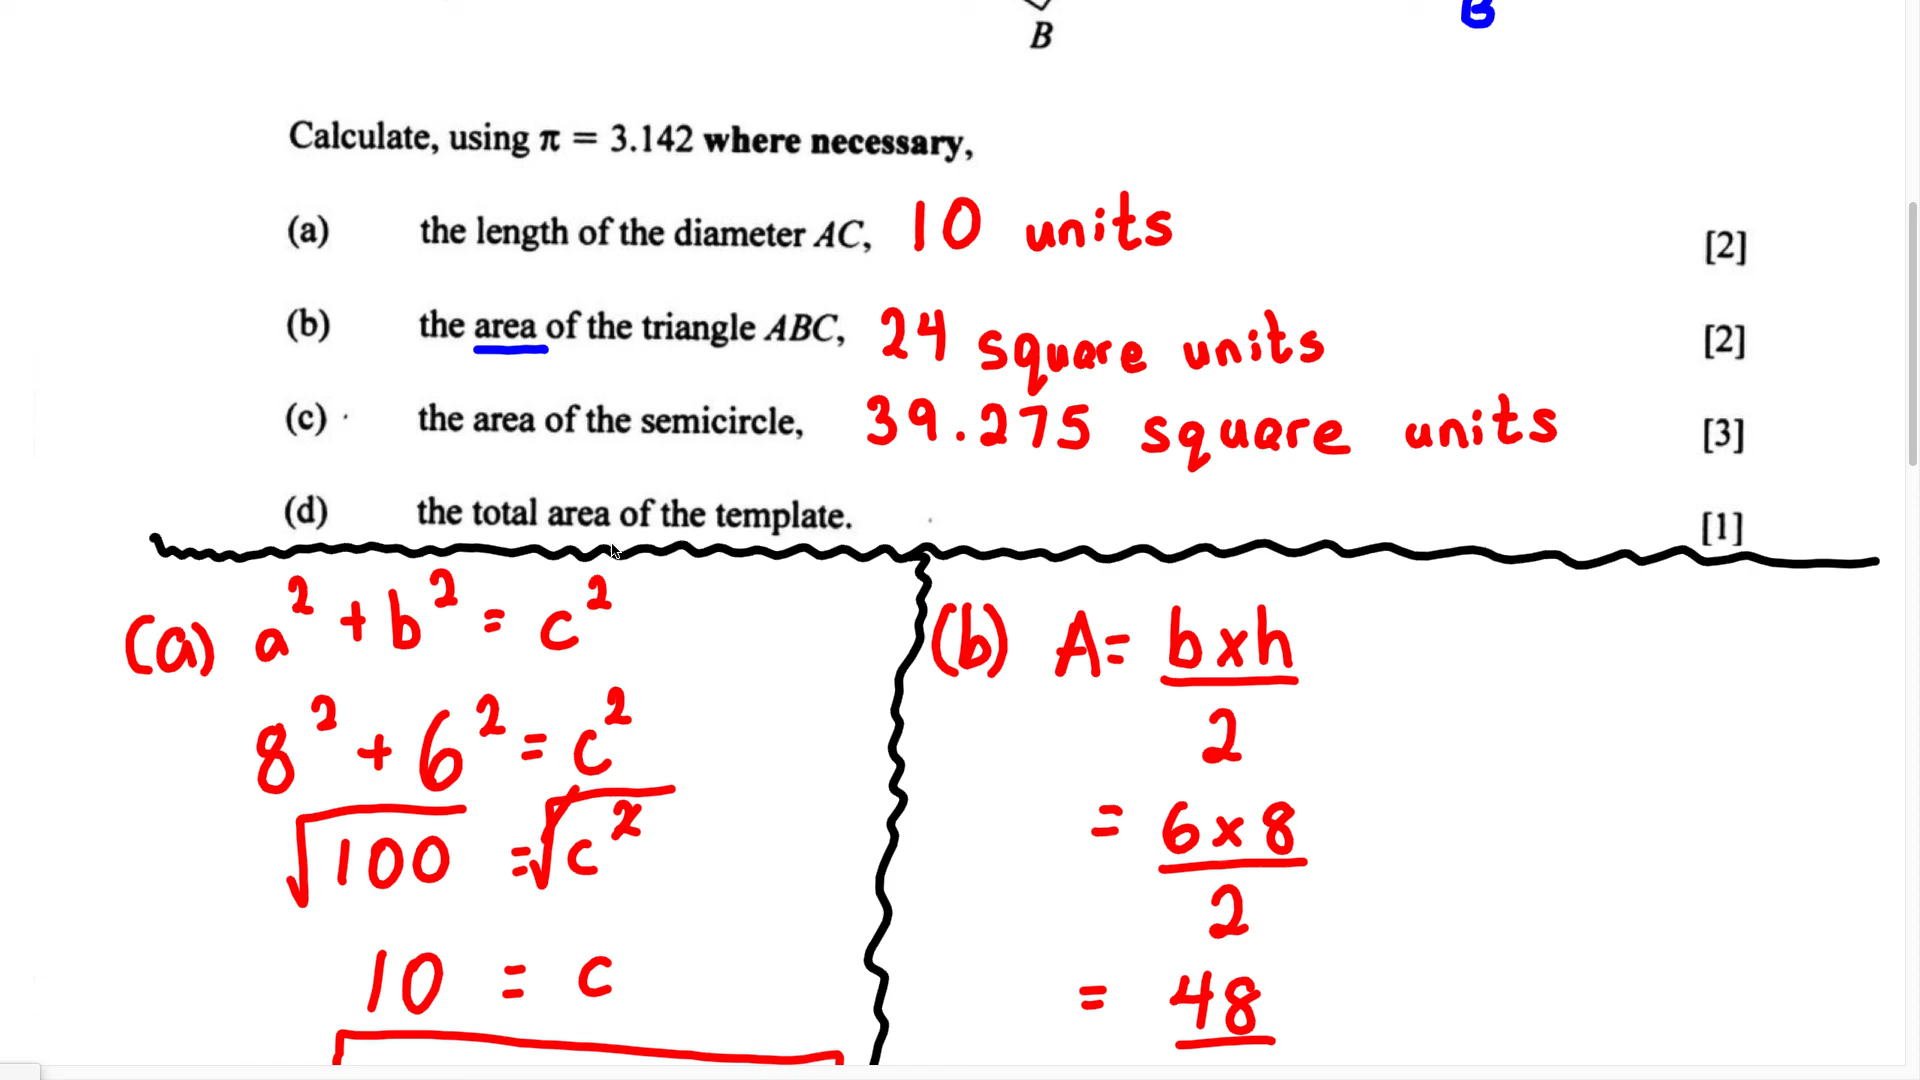 B
B
Calculate, using π = 3.142 where necessary,
(a) the length of the diameter AC, 10 units [2]
(b) the area of the triangle ABC, 24 square units [2]
(c) the area of the semicircle, 39.275 square units [3]
(d) the total area of the template. [1]
(a) a² + b² = c²
8² + 6² = c²
√100 = √c²
10 = c
(b) A = b×h
2
= 6×8
2
= 48